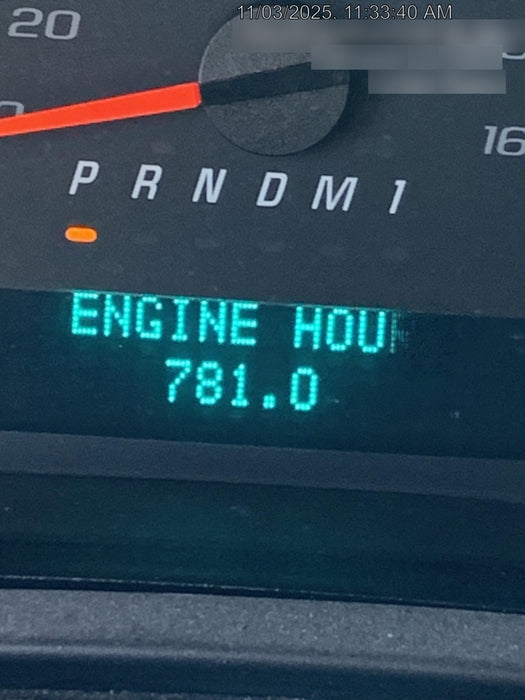 11/03/2025. 11:33:40 AM
20
16
P R N D M 1
ENGINE HOU
781.0